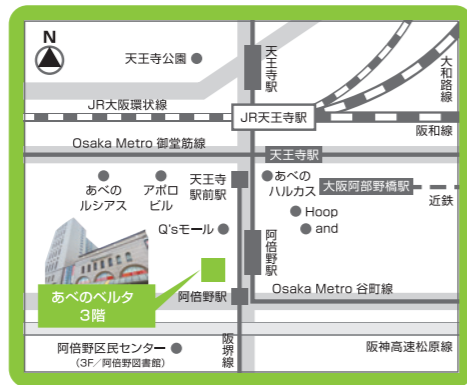 N
天王寺公園
天王寺駅
大和路線
JR大阪環状線
JR天王寺駅
阪和線
Osaka Metro 御堂筋線
天王寺駅
天王寺
駅前駅
あべの
ハルカス
大阪阿部野橋駅
近鉄
あべの
ルシアス
アポロ
ビル
Hoop
and
Q'sモール
阿倍野駅
あべのベルタ
3階
阿倍野駅
Osaka Metro 谷町線
阪堺線
阪神高速松原線
阿倍野区民センター
(3F/阿倍野図書館)